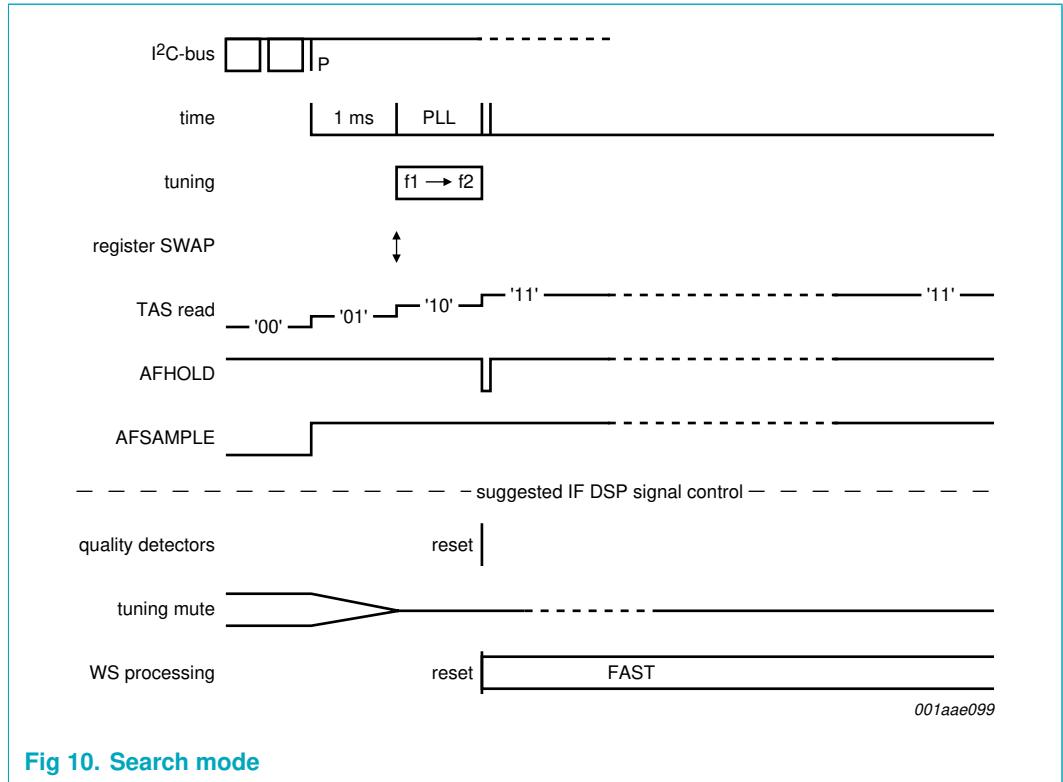 I²C-bus
P
time 1 ms PLL
tuning f1 → f2
register SWAP
TAS read '00' '01' '10' '11' '11'
AFHOLD
AFSAMPLE
suggested IF DSP signal control
quality detectors reset
tuning mute
WS processing reset FAST
001aae099
Fig 10. Search mode